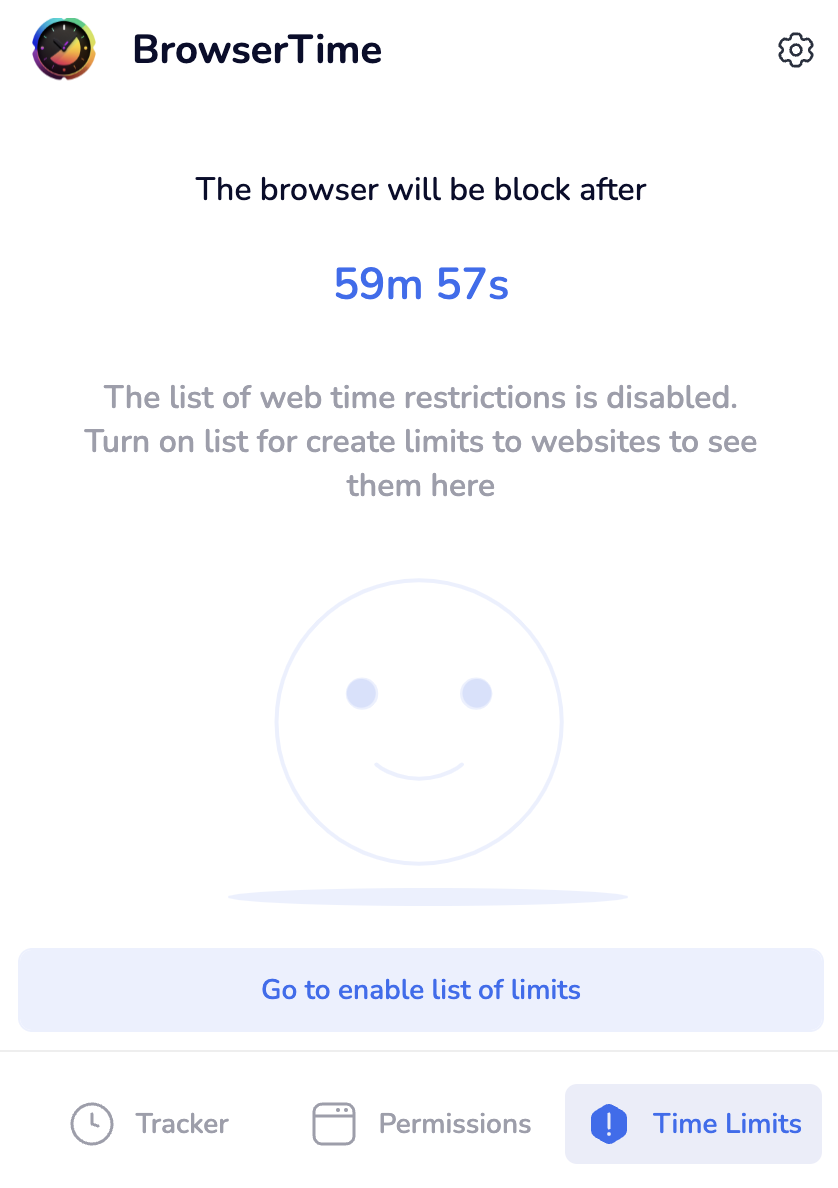 BrowserTime
The browser will be block after
59m 57s
The list of web time restrictions is disabled.
Turn on list for create limits to websites to see
them here
Go to enable list of limits
Tracker
Permissions
Time Limits